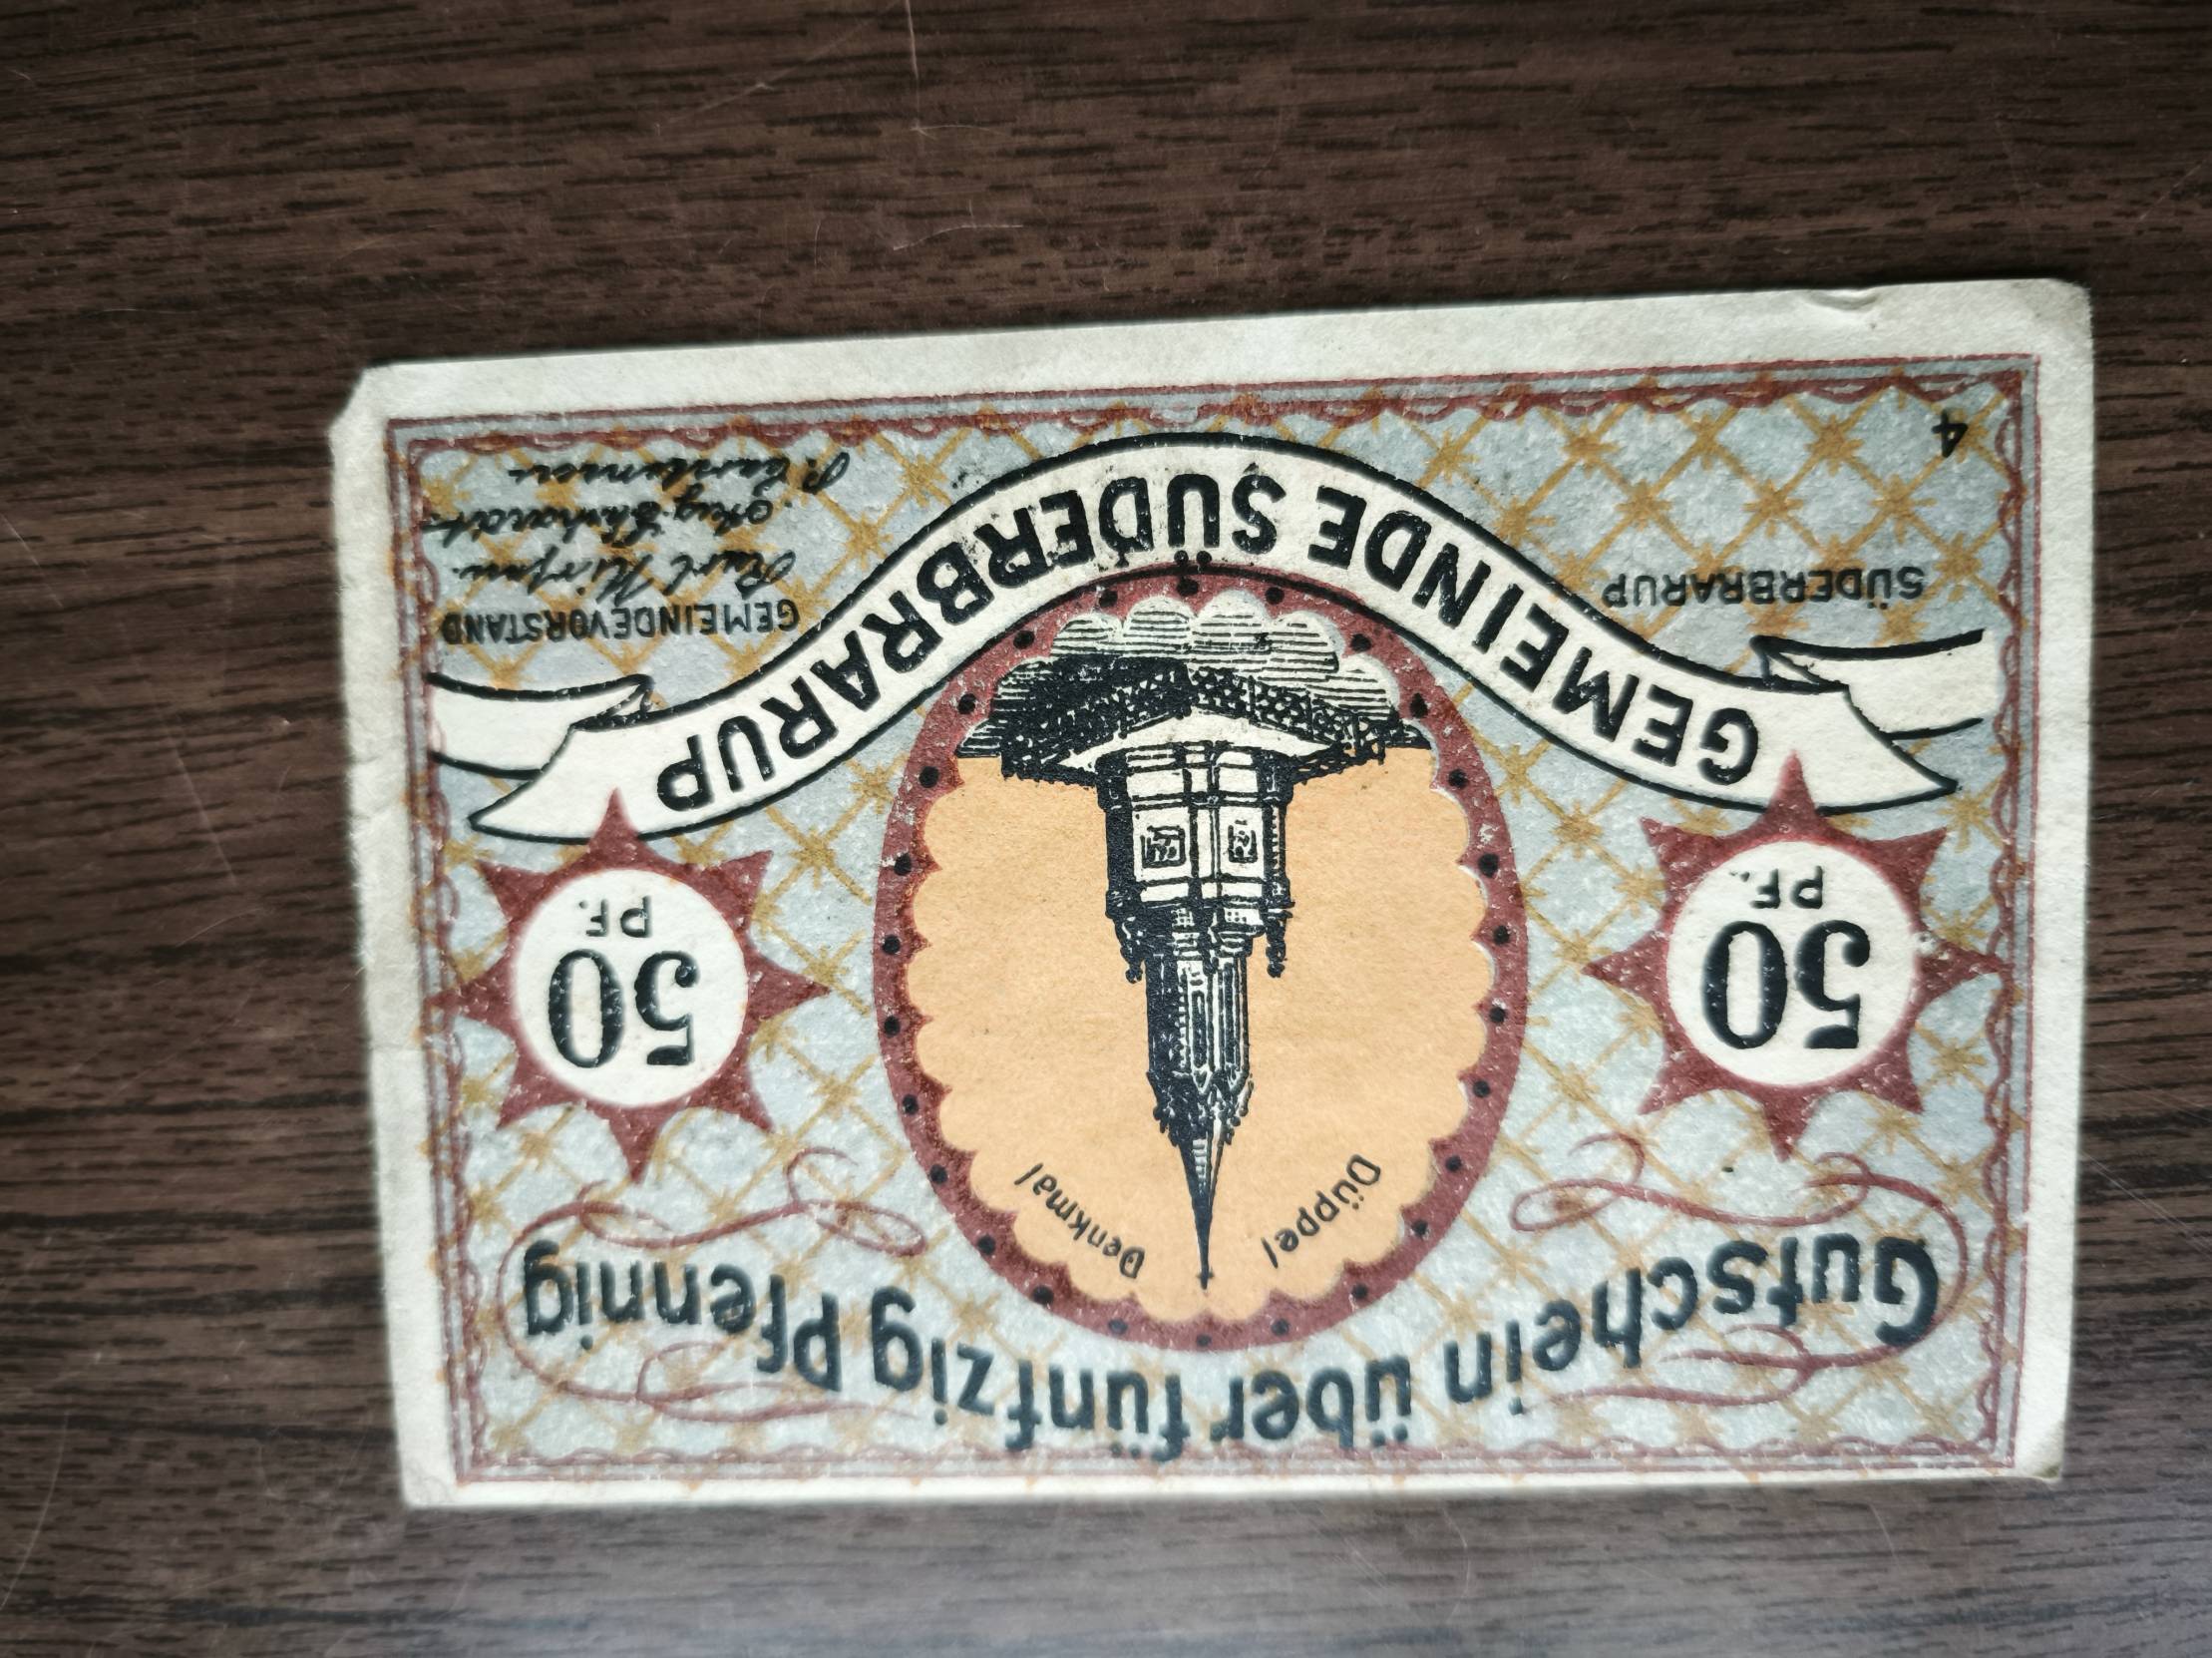 Gutschein über fünfzig Pfennig
Düppel Denkmal
50
PF.
50
PF.
GEMEINDE SÜDERBRARUP
SÜDERBRARUP
GEMEINDEVORSTAND
4